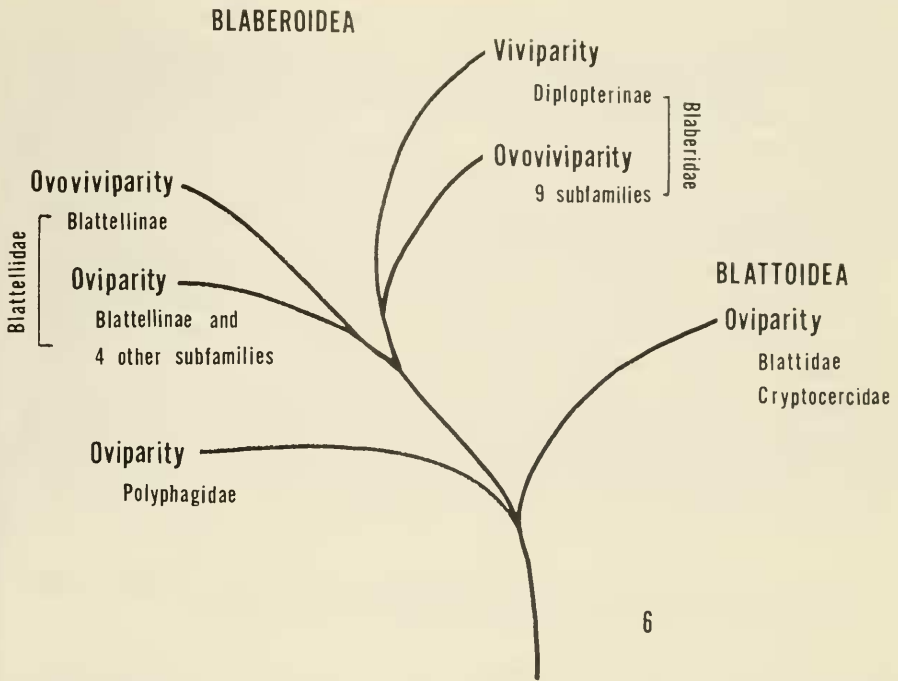 BLABEROIDEA
Viviparity
Diplopterinae
Ovoviviparity
9 subfamilies
Blaberidae
Ovoviviparity
Blattellinae
Oviparity
Blattellinae and
4 other subfamilies
Blattellidae
BLATTOIDEA
Oviparity
Blattidae
Cryptocercidae
Oviparity
Polyphagidae
6